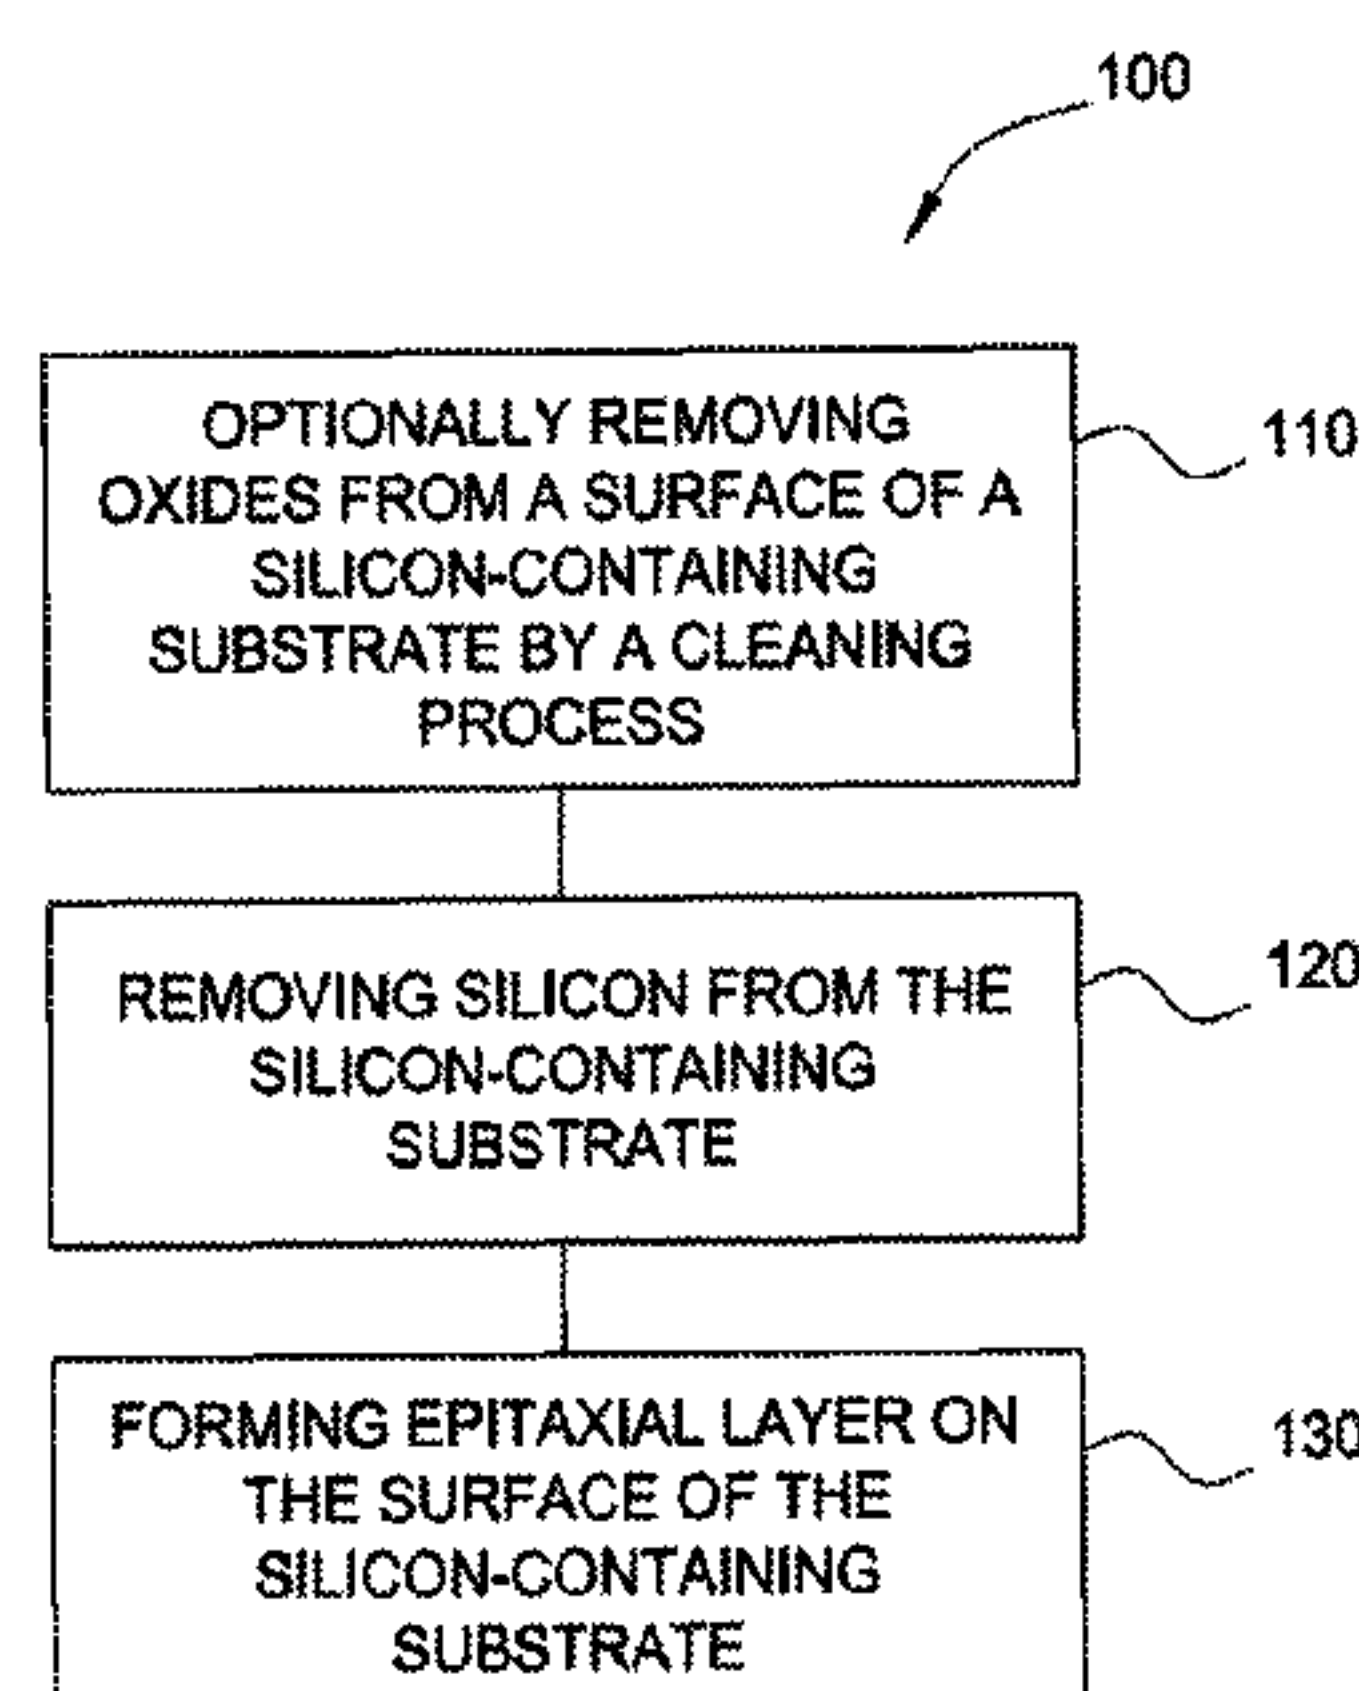 100
OPTIONALLY REMOVING
OXIDES FROM A SURFACE OF A
SILICON-CONTAINING
SUBSTRATE BY A CLEANING
PROCESS
110
REMOVING SILICON FROM THE
SILICON-CONTAINING
SUBSTRATE
120
FORMING EPITAXIAL LAYER ON
THE SURFACE OF THE
SILICON-CONTAINING
SUBSTRATE
130